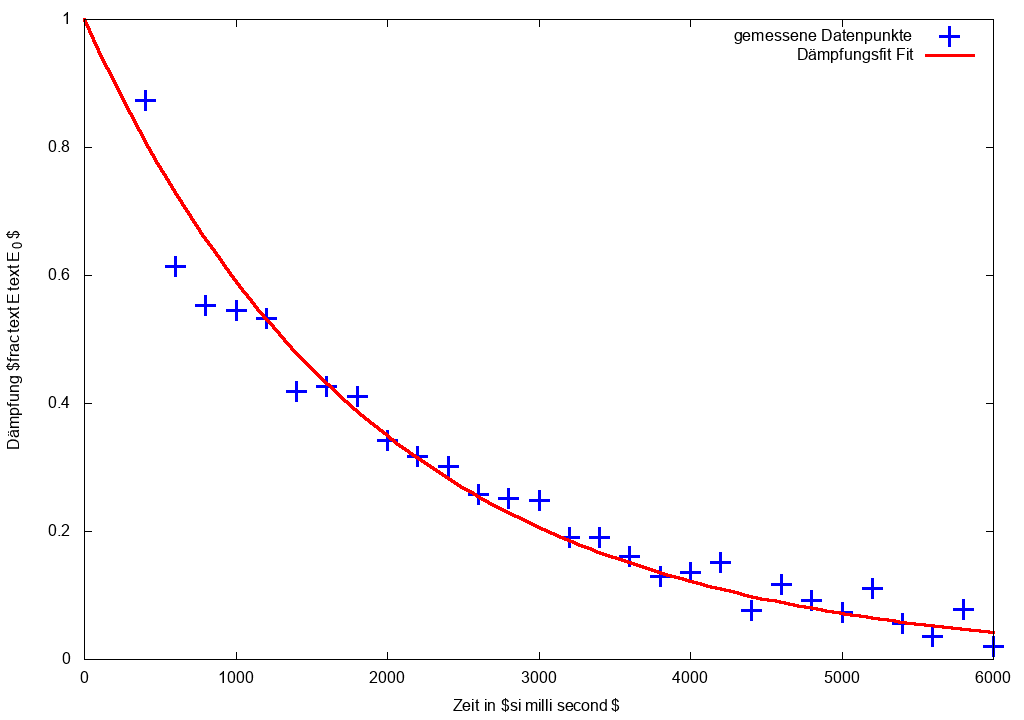 1
0.8
0.6
0.4
0.2
0
0 1000 2000 3000 4000 5000 6000
gemessene Datenpunkte
Dämpfungsfit Fit
Dämpfung $frac text E text E 0 $
Zeit in $si milli second $